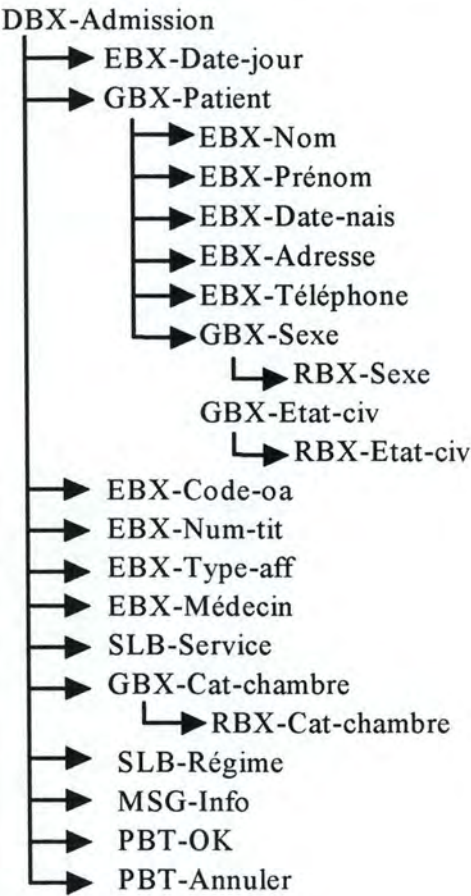 DBX-Admission
EBX-Date-jour
GBX-Patient
EBX-Nom
EBX-Prénom
EBX-Date-nais
EBX-Adresse
EBX-Téléphone
GBX-Sexe
RBX-Sexe
GBX-Etat-civ
RBX-Etat-civ
EBX-Code-oa
EBX-Num-tit
EBX-Type-aff
EBX-Médecin
SLB-Service
GBX-Cat-chambre
RBX-Cat-chambre
SLB-Régime
MSG-Info
PBT-OK
PBT-Annuler